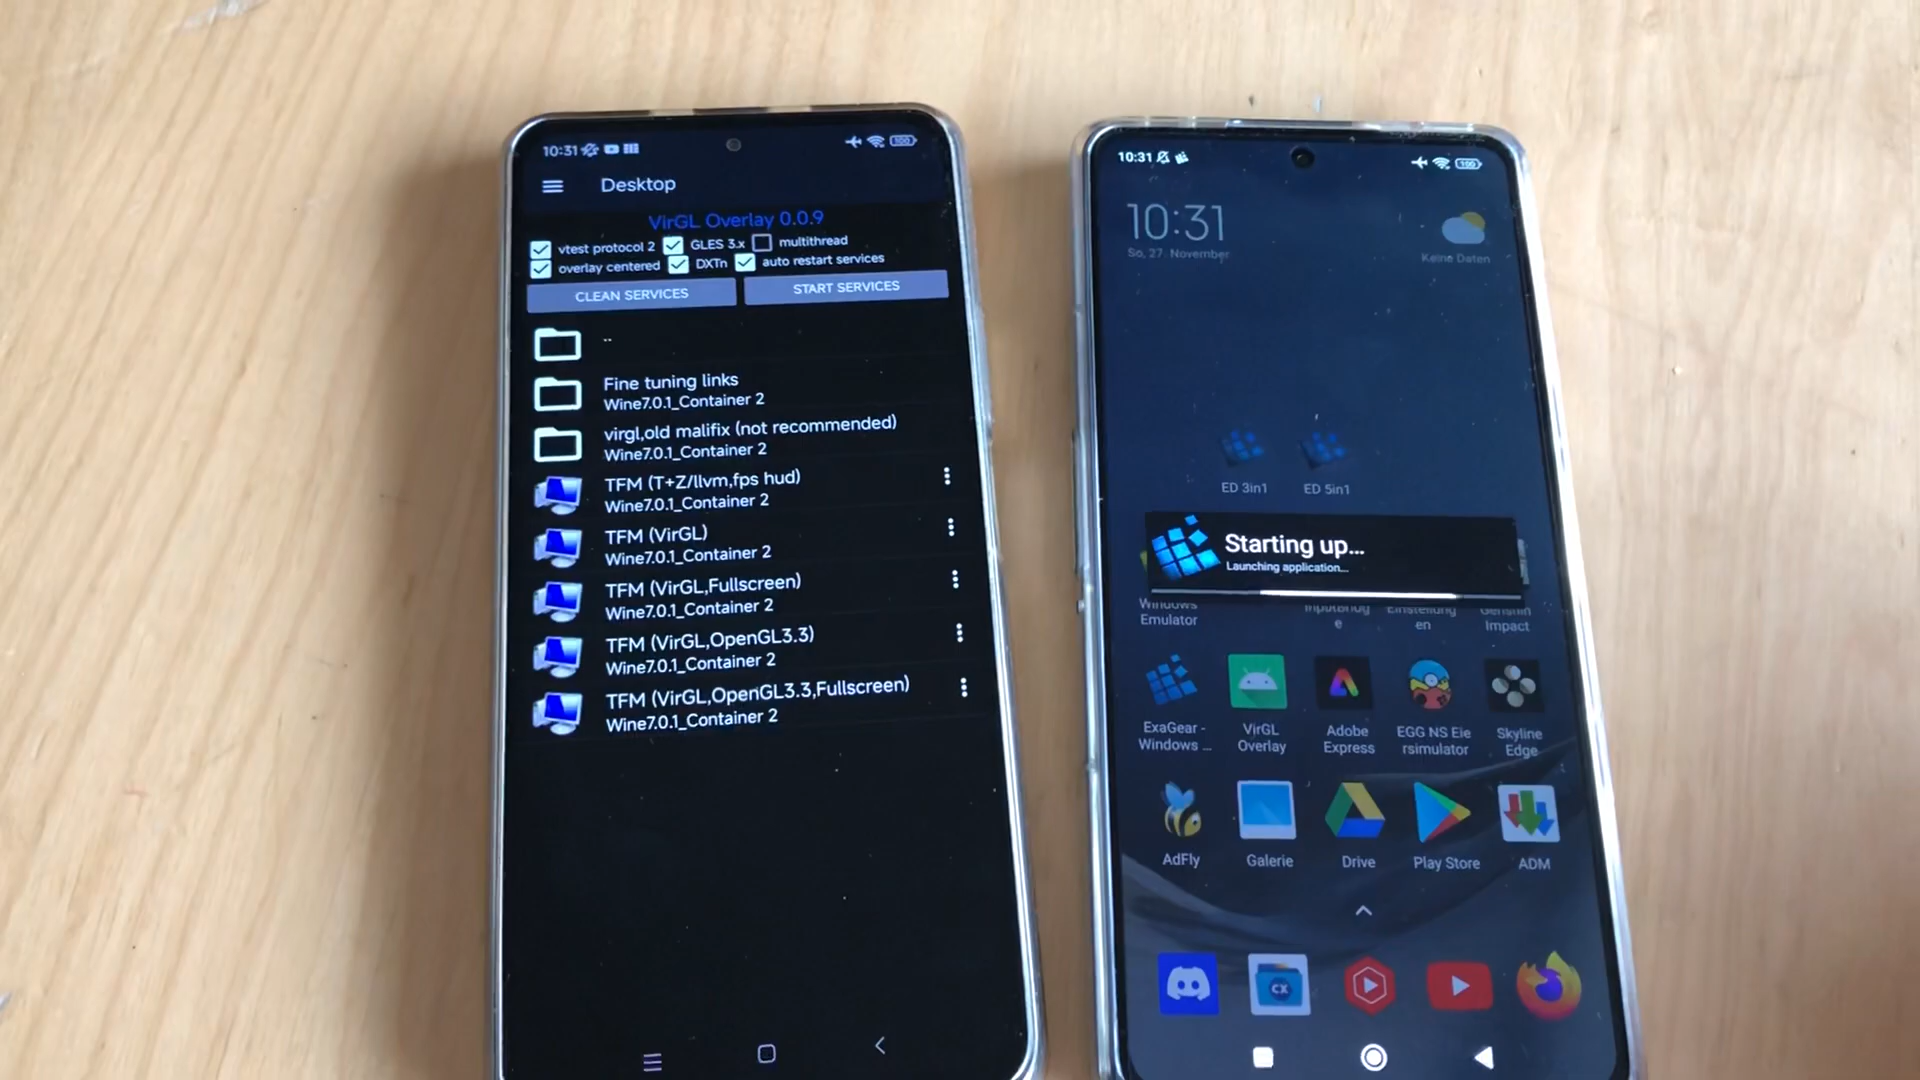 10:31
100
Desktop
VirGL Overlay 0.0.9
vtest protocol 2
GLES 3.x
multithread
overlay centered
DXTn
auto restart services
CLEAN SERVICES
START SERVICES
..
Fine tuning links
Wine7.0.1_Container 2
virgl,old malifix (not recommended)
Wine7.0.1_Container 2
TFM (T+Z/llvm,fps hud)
Wine7.0.1_Container 2
TFM (VirGL)
Wine7.0.1_Container 2
TFM (VirGL,Fullscreen)
Wine7.0.1_Container 2
TFM (VirGL,OpenGL3.3)
Wine7.0.1_Container 2
TFM (VirGL,OpenGL3.3,Fullscreen)
Wine7.0.1_Container 2
10:31
100
10:31
So, 27. November
Keine Daten
ED 3in1
ED 5in1
Starting up...
Launching application...
Windows
Emulator
Einstellung
en
Genshin
Impact
ExaGear -
Windows ...
VirGL
Overlay
Adobe
Express
EGG NS Eie
rsimulator
Skyline
Edge
AdFly
Galerie
Drive
Play Store
ADM
CX